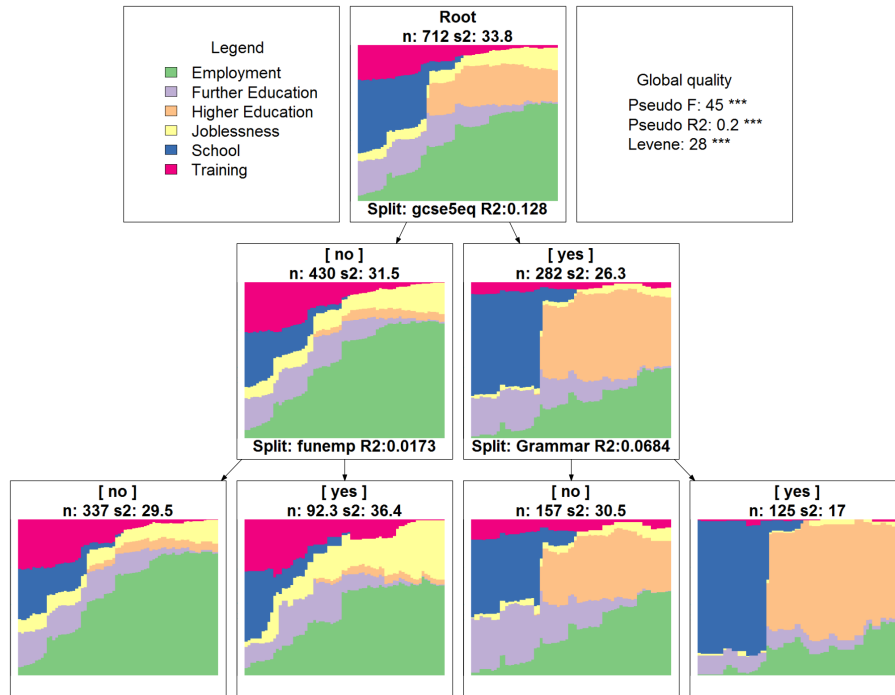 Legend
Employment
Further Education
Higher Education
Joblessness
School
Training
Root
n: 712 s2: 33.8
Split: gcse5eq R2:0.128
Global quality
Pseudo F: 45 ***
Pseudo R2: 0.2 ***
Levene: 28 ***
[ no ]
n: 430 s2: 31.5
Split: funemp R2:0.0173
[ yes ]
n: 282 s2: 26.3
Split: Grammar R2:0.0684
[ no ]
n: 337 s2: 29.5
[ yes ]
n: 92.3 s2: 36.4
[ no ]
n: 157 s2: 30.5
[ yes ]
n: 125 s2: 17